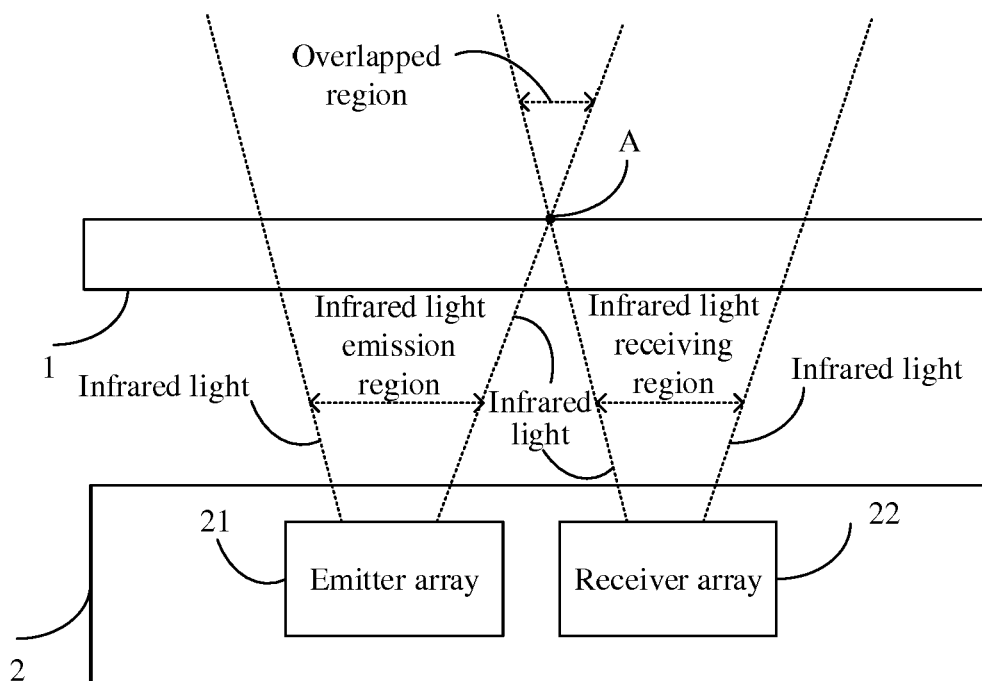 Overlapped
region
A
Infrared light
emission
region
Infrared light
receiving
region
1
Infrared light
Infrared
light
Infrared light
21
22
Emitter array
Receiver array
2